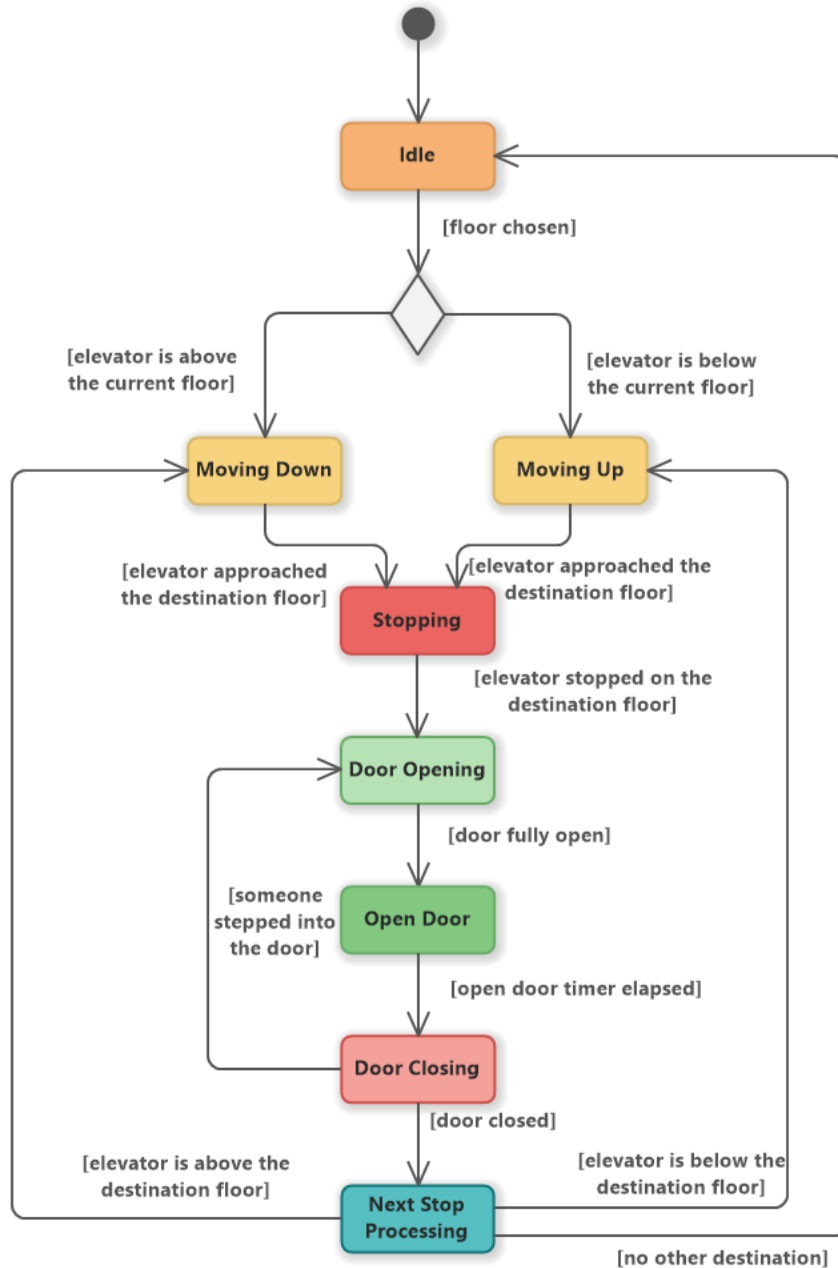 Idle
[floor chosen]
[elevator is above
the current floor]
[elevator is below
the current floor]
Moving Down
Moving Up
[elevator approached
the destination floor]
[elevator approached the
destination floor]
Stopping
[elevator stopped on the
destination floor]
Door Opening
[door fully open]
[someone
stepped into
the door]
Open Door
[open door timer elapsed]
Door Closing
[door closed]
[elevator is above the
destination floor]
[elevator is below the
destination floor]
Next Stop
Processing
[no other destination]